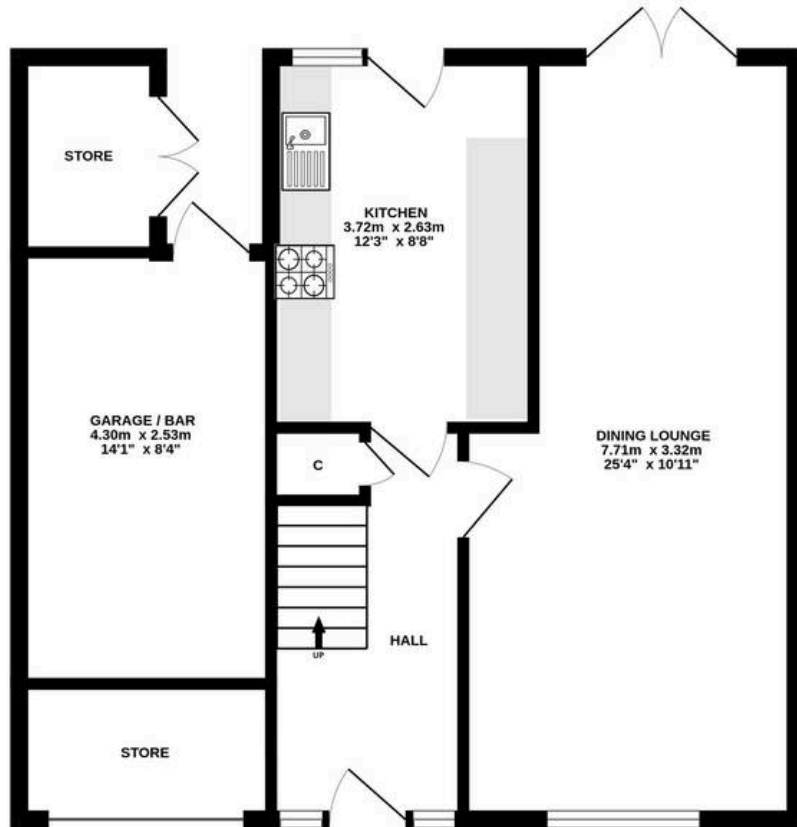 STORE
KITCHEN
3.72m x 2.63m
12'3" x 8'8"
GARAGE / BAR
4.30m x 2.53m
14'1" x 8'4"
DINING LOUNGE
7.71m x 3.32m
25'4" x 10'11"
C
HALL
UP
STORE